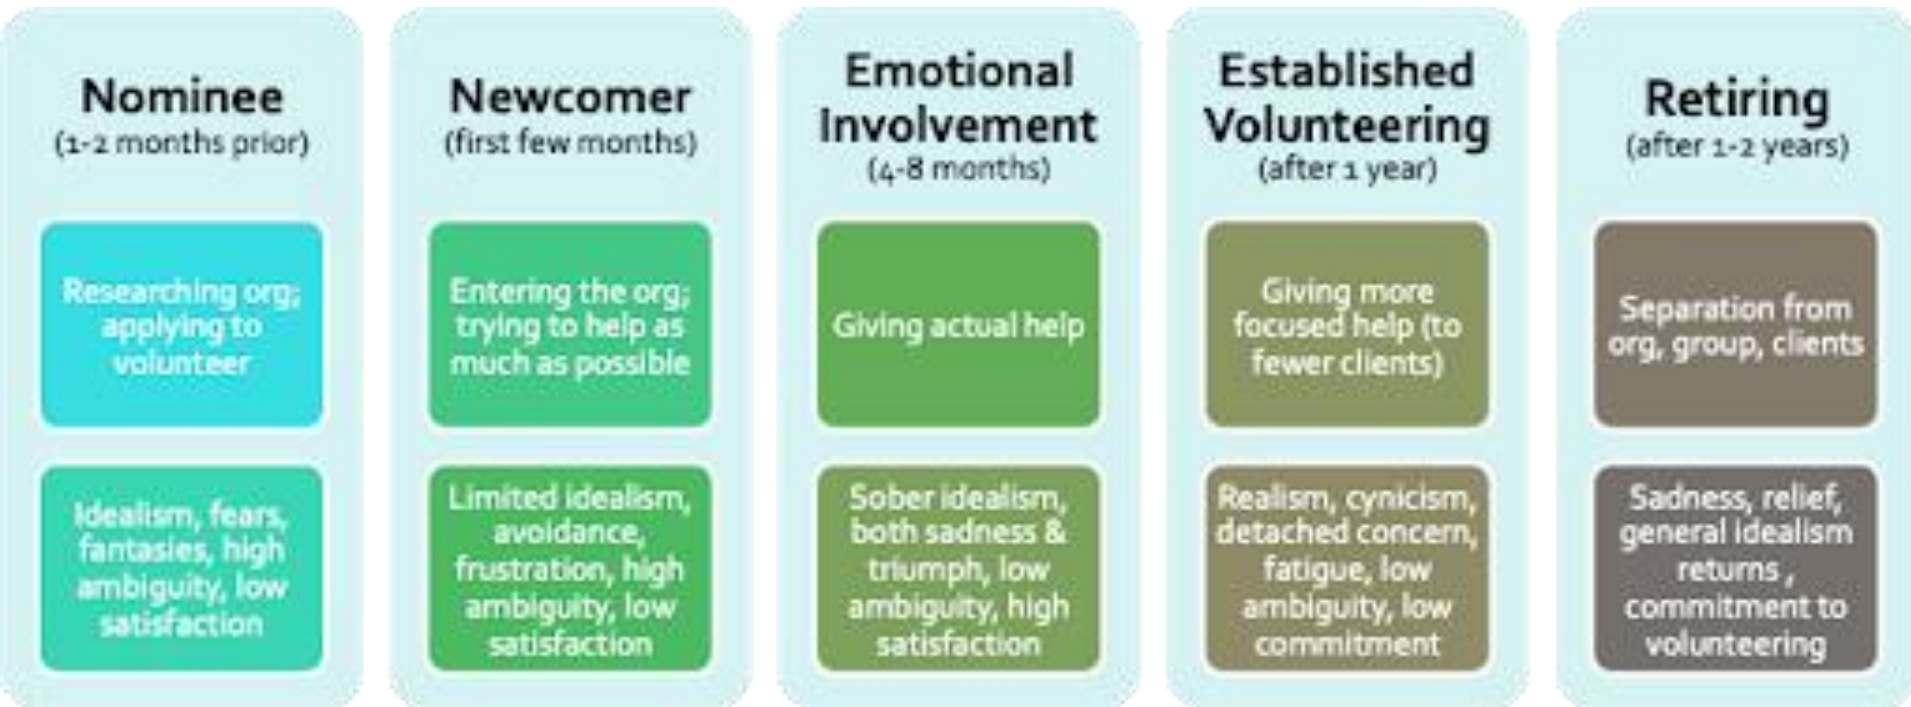 Nominee
(1-2 months prior)
Researching org;
applying to
volunteer
Idealism, fears,
fantasies, high
ambiguity, low
satisfaction
Newcomer
(first few months)
Entering the org;
trying to help as
much as possible
Limited idealism,
avoidance,
frustration, high
ambiguity, low
satisfaction
Emotional
Involvement
(4-8 months)
Giving actual help
Sober idealism,
both sadness &
triumph, low
ambiguity, high
satisfaction
Established
Volunteering
(after 1 year)
Giving more
focused help (to
fewer clients)
Realism, cynicism,
detached concern,
fatigue, low
ambiguity, low
commitment
Retiring
(after 1-2 years)
Separation from
org, group, clients
Sadness, relief,
general idealism
returns ,
commitment to
volunteering